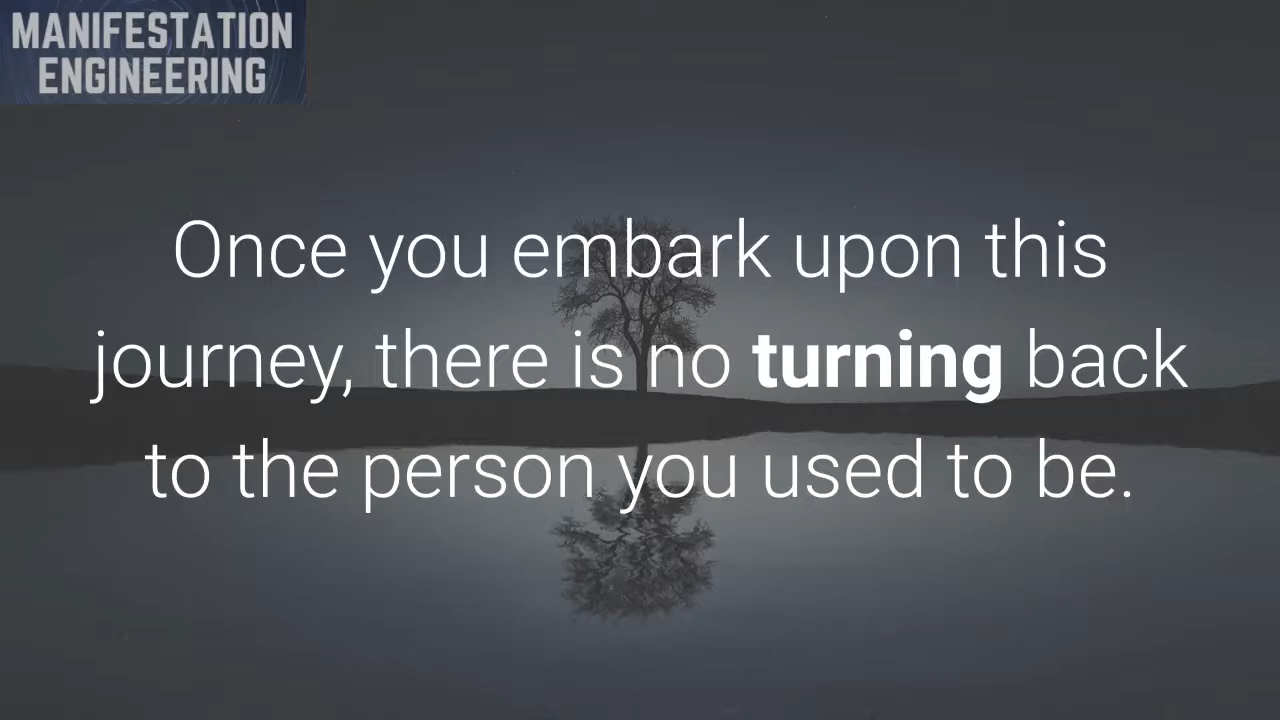 MANIFESTATION
ENGINEERING
Once you embark upon this
journey, there is no turning back
to the person you used to be.